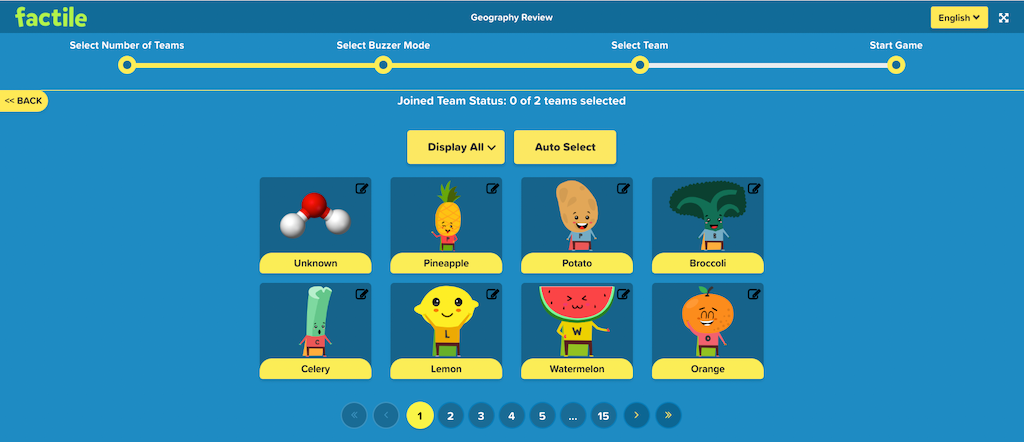 factile
Geography Review
English
Select Number of Teams
Select Buzzer Mode
Select Team
Start Game
<< BACK
Joined Team Status: 0 of 2 teams selected
Display All
Auto Select
Unknown
P
Pineapple
P
Potato
B
Broccoli
C
Celery
L
Lemon
W
Watermelon
O
Orange
« ‹ 1 2 3 4 5 ... 15 › »